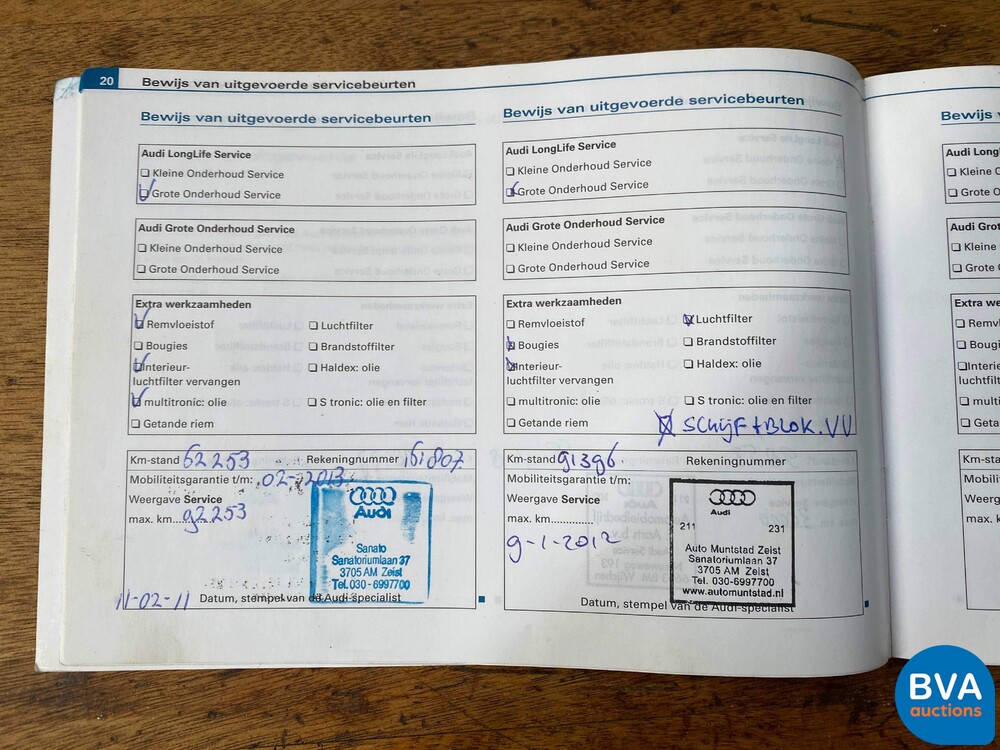 20 Bewijs van uitgevoerde servicebeurten
Bewijs van uitgevoerde servicebeurten
Audi LongLife Service
Kleine Onderhoud Service
Grote Onderhoud Service
Audi Grote Onderhoud Service
Kleine Onderhoud Service
Grote Onderhoud Service
Extra werkzaamheden
Remvloeistof Luchtfilter
Bougies Brandstoffilter
Interieur- Haldex: olie
luchtfilter vervangen
multitronic: olie S tronic: olie en filter
Getande riem
Km-stand 62253 Rekeningnummer 161807
Mobiliteitsgarantie t/m: 02-2013
Weergave Service
max. km...... 92253
Audi
Sanato
Sanatoriumlaan 37
3705 AM Zeist
Tel. 030-6997700
11-02-11 Datum, stempel van de Audi-specialist
Bewijs van uitgevoerde servicebeurten
Audi LongLife Service
Kleine Onderhoud Service
Grote Onderhoud Service
Audi Grote Onderhoud Service
Kleine Onderhoud Service
Grote Onderhoud Service
Extra werkzaamheden
Remvloeistof Luchtfilter
Bougies Brandstoffilter
Interieur- Haldex: olie
luchtfilter vervangen
multitronic: olie S tronic: olie en filter
Getande riem SCHIJF + BLOK. VV
Km-stand 91396. Rekeningnummer
Mobiliteitsgarantie t/m:
Weergave Service
max. km..............
9-1-2012
Audi
211 231
Auto Muntstad Zeist
Sanatoriumlaan 37
3705 AM Zeist
Tel. 030-6997700
www.automuntstad.nl
Datum, stempel van de Audi-specialist
Bewijs
Audi Long
Kleine
Grote
Audi Grot
Kleine
Grote
Extra we
Remvl
Bougies
Interie
luchtfilt
multit
Getan
Km-st
Mobil
Weerg
max. k
BVA
auctions